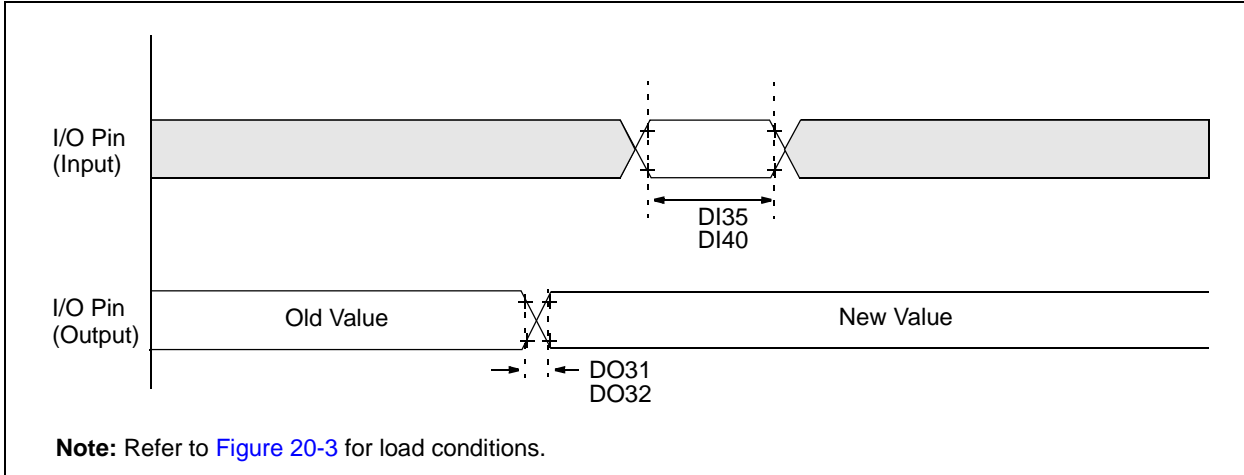 I/O Pin
(Input)
DI35
DI40
I/O Pin
(Output)
Old Value
New Value
DO31
DO32
Note: Refer to Figure 20-3 for load conditions.